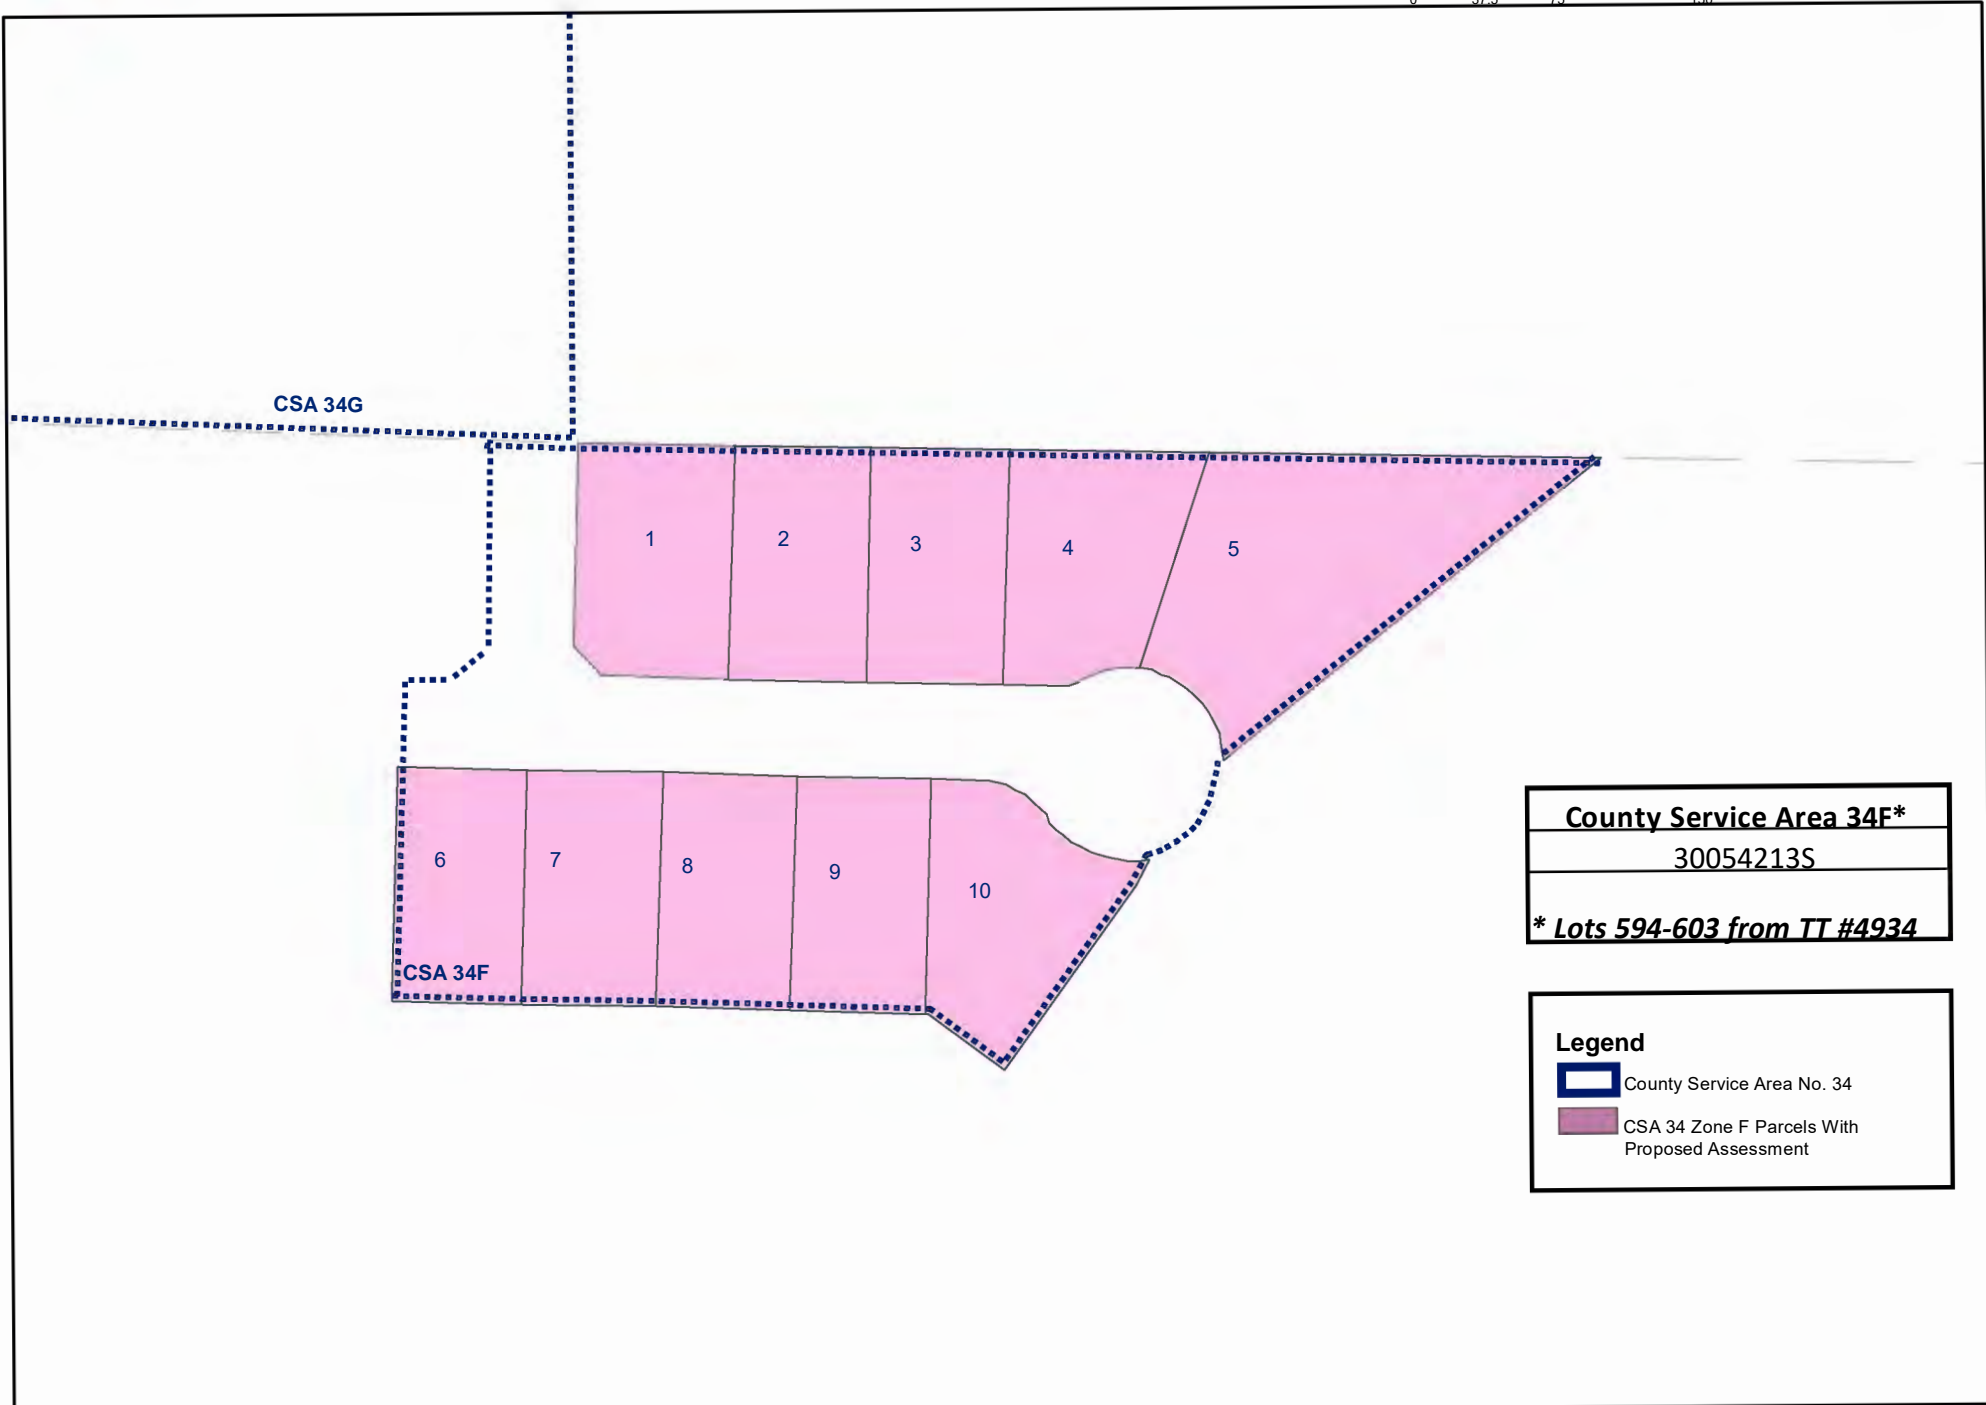 CSA 34G
1
2
3
4
5
6
7
8
9
10
CSA 34F
County Service Area 34F*
30054213S
* Lots 594-603 from TT #4934
Legend
County Service Area No. 34
CSA 34 Zone F Parcels With
Proposed Assessment